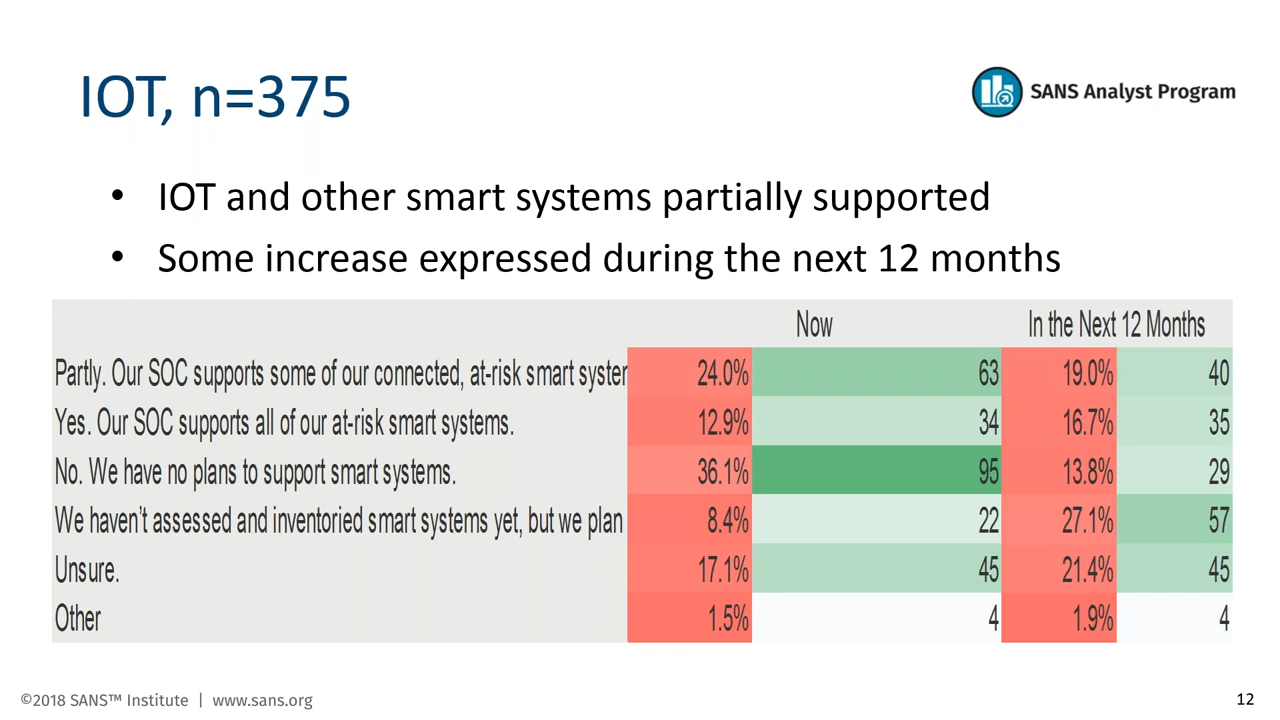 IOT, n=375
SANS Analyst Program
• IOT and other smart systems partially supported
• Some increase expressed during the next 12 months
Now In the Next 12 Months
Partly. Our SOC supports some of our connected, at-risk smart syster 24.0% 63 19.0% 40
Yes. Our SOC supports all of our at-risk smart systems. 12.9% 34 16.7% 35
No. We have no plans to support smart systems. 36.1% 95 13.8% 29
We haven’t assessed and inventoried smart systems yet, but we plan 8.4% 22 27.1% 57
Unsure. 17.1% 45 21.4% 45
Other 1.5% 4 1.9% 4
©2018 SANS™ Institute | www.sans.org
12